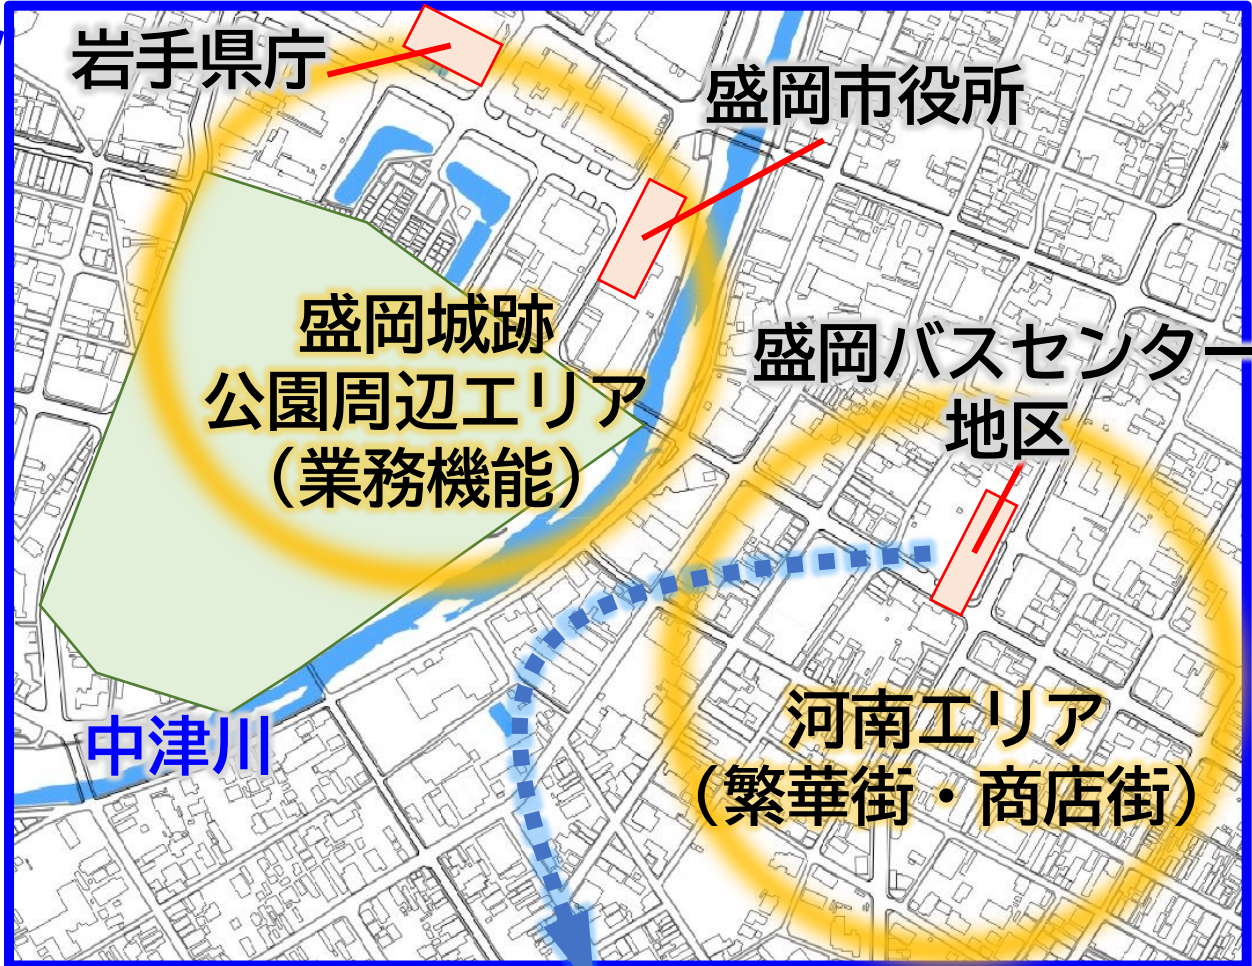 岩手県庁
盛岡市役所
盛岡城跡
公園周辺エリア
（業務機能）
盛岡バスセンター
地区
河南エリア
（繁華街・商店街）
中津川